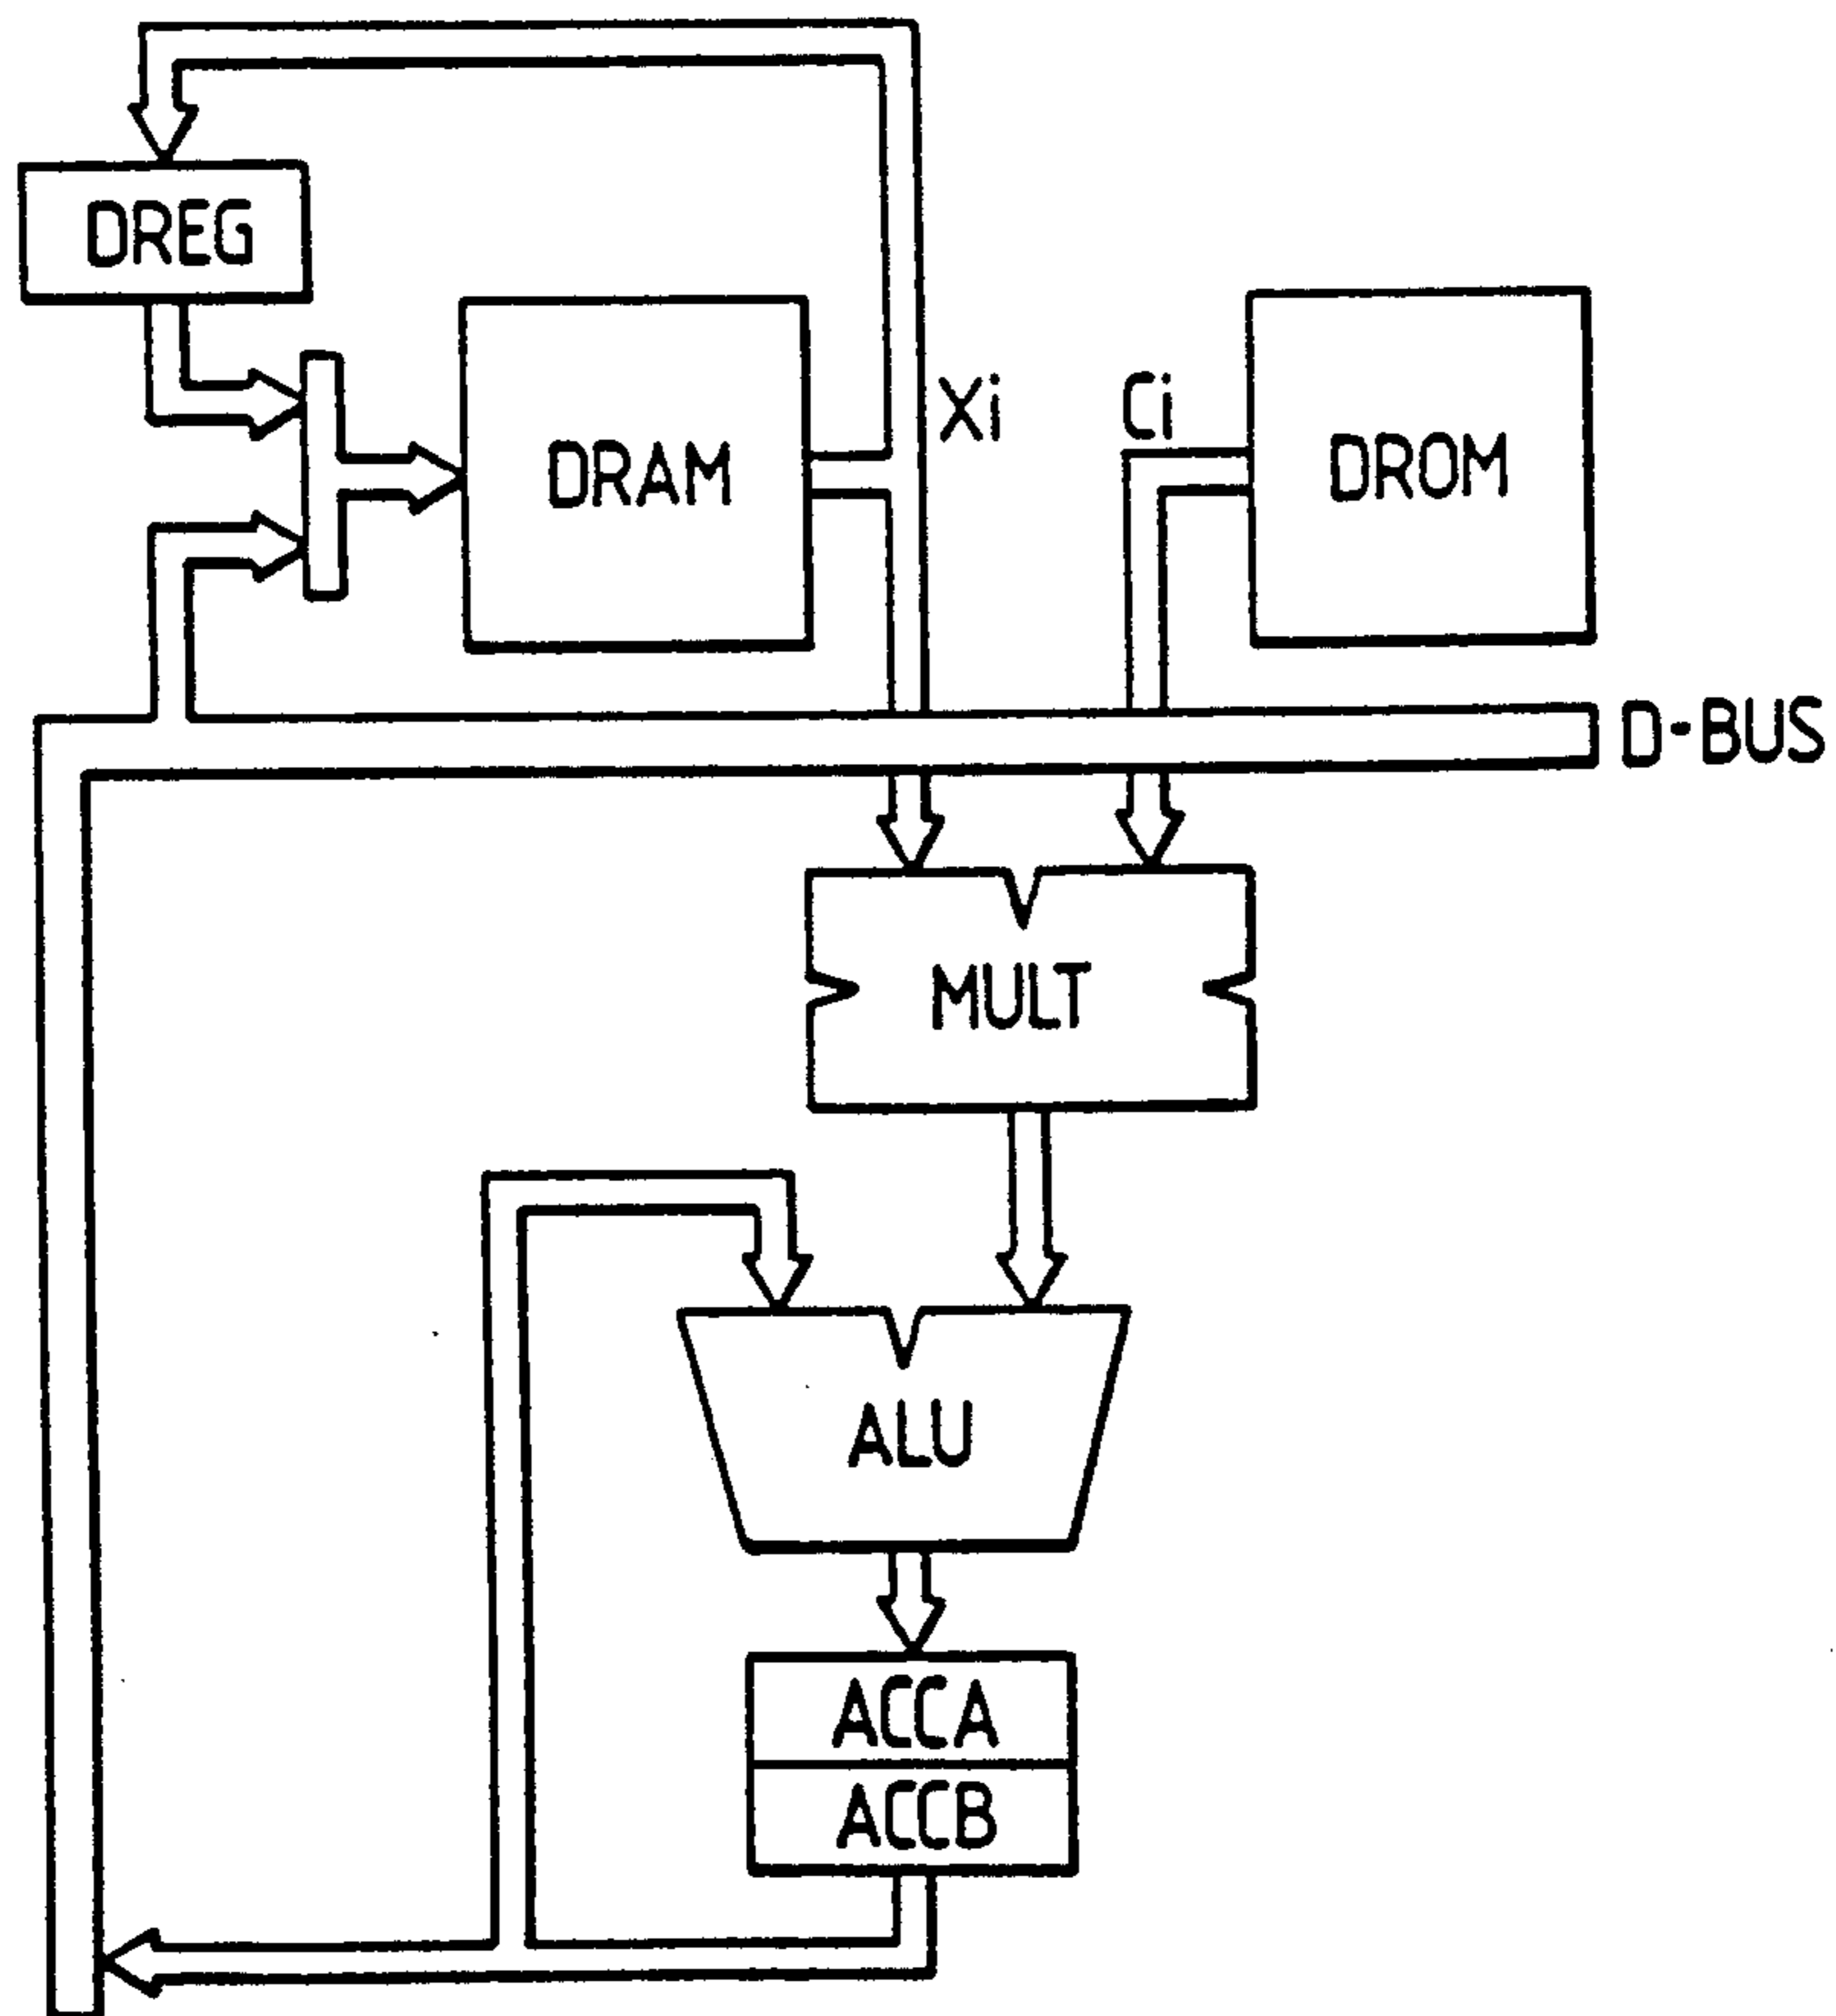 DREG
Xi
Ci
DRAM
DROM
D-BUS
MULT
ALU
ACCA
ACCB